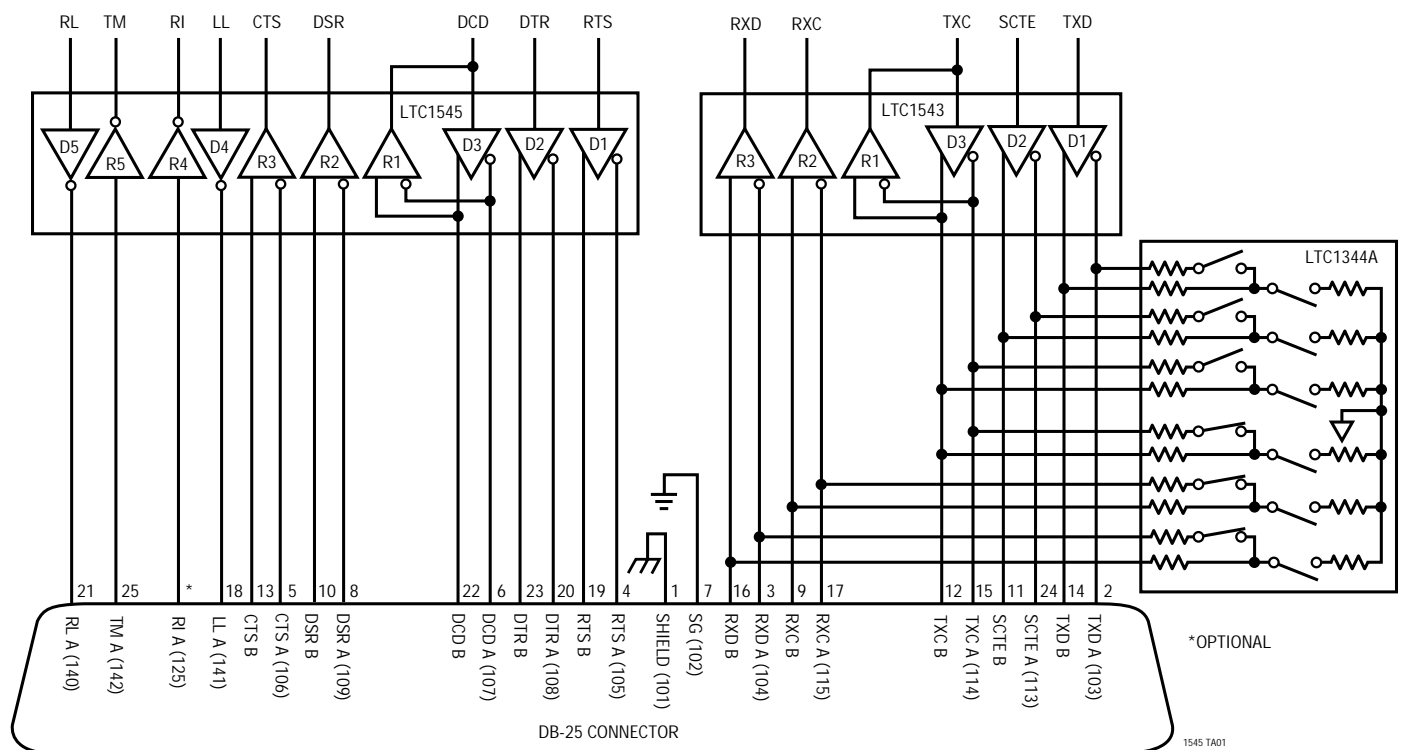 RL TM RI LL CTS DSR DCD DTR RTS RXD RXC TXC SCTE TXD
LTC1545 LTC1543
D5 R5 R4 D4 R3 R2 R1 D3 D2 D1 R3 R2 R1 D3 D2 D1
LTC1344A
21 25 * 18 13 5 10 8 22 6 23 20 19 4 1 7 16 3 9 17 12 15 11 24 14 2
RL A (140)
TM A (142)
RI A (125)
LL A (141)
CTS B
CTS A (106)
DSR B
DSR A (109)
DCD B
DCD A (107)
DTR B
DTR A (108)
RTS B
RTS A (105)
SHIELD (101)
SG (102)
RXD B
RXD A (104)
RXC B
RXC A (115)
TXC B
TXC A (114)
SCTE B
SCTE A (113)
TXD B
TXD A (103)
*OPTIONAL
DB-25 CONNECTOR
1545 TA01